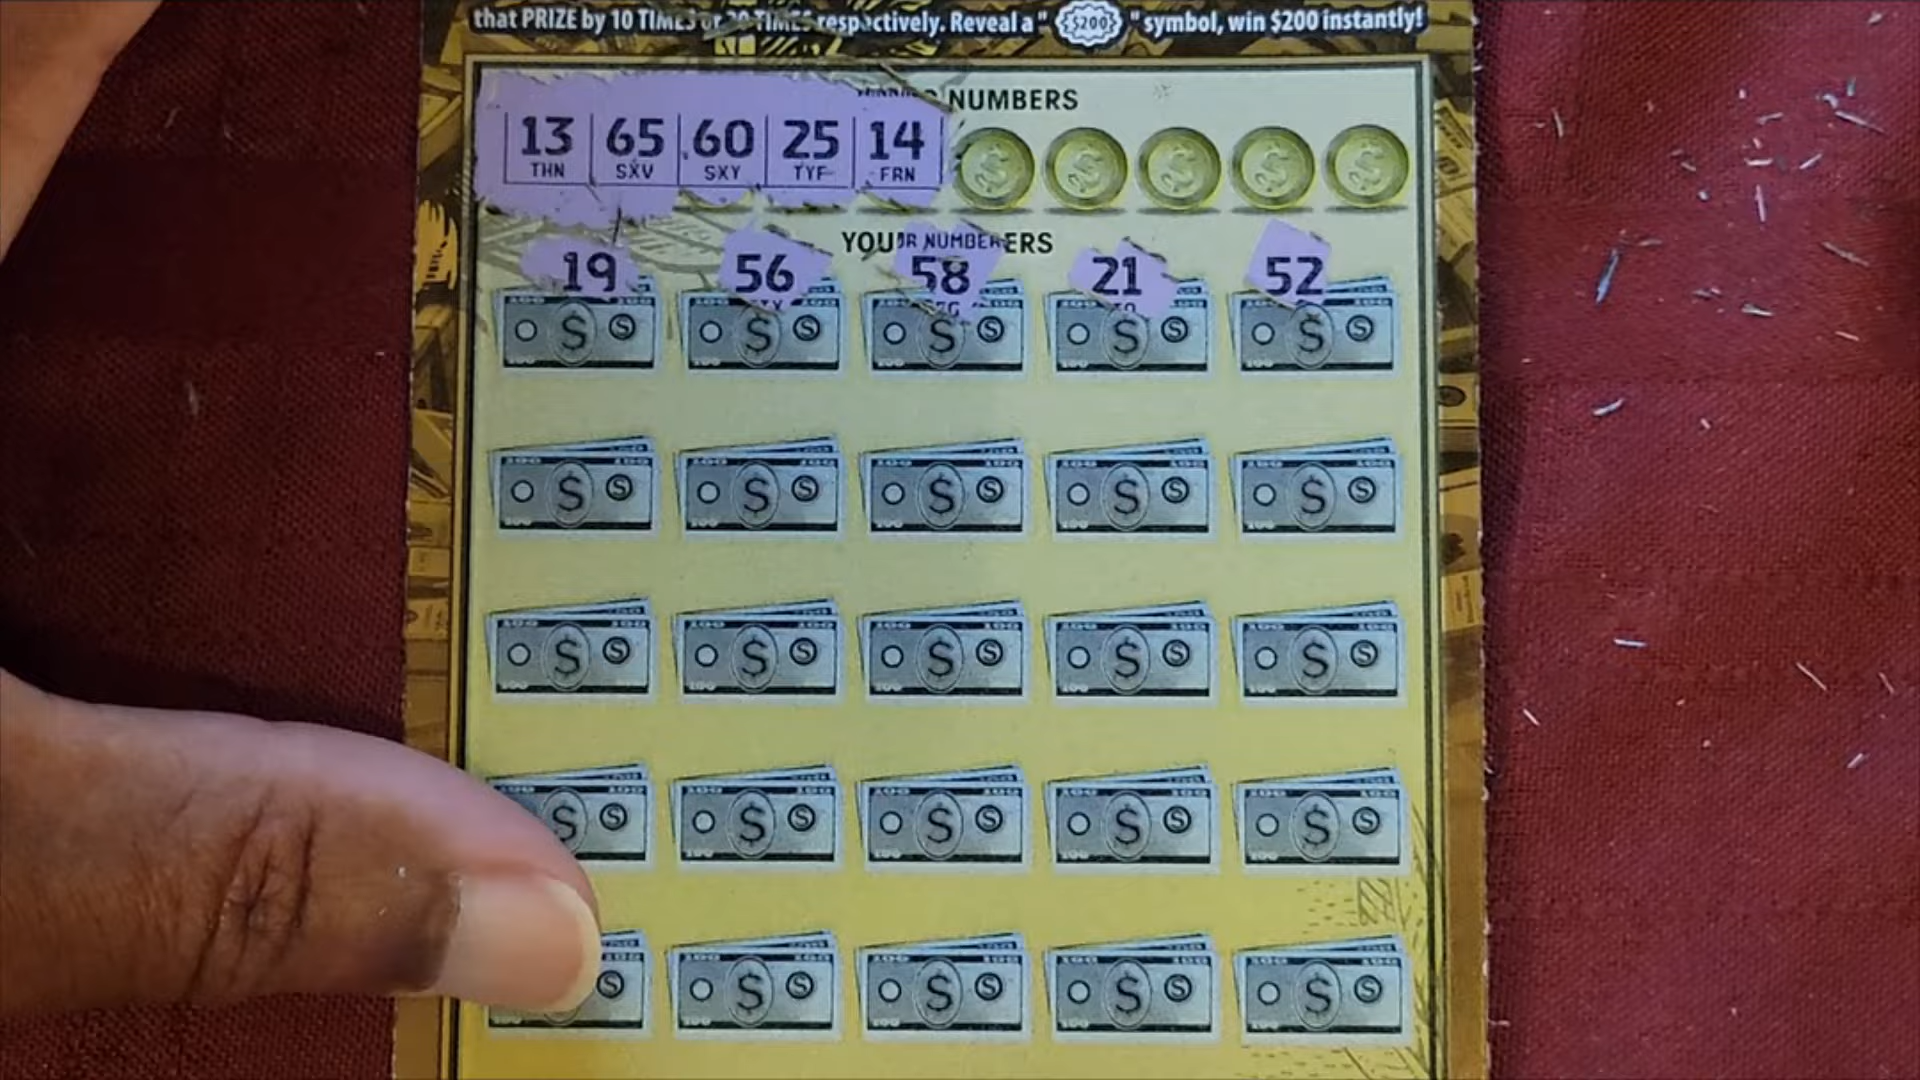 that PRIZE by 10 TIMES or 20 TIMES respectively. Reveal a "$200" symbol, win $200 instantly!
NUMBERS
13 65 60 25 14
THN SXV SXY TYF FRN
YOUR NUMBERS
19 56 58 21 52